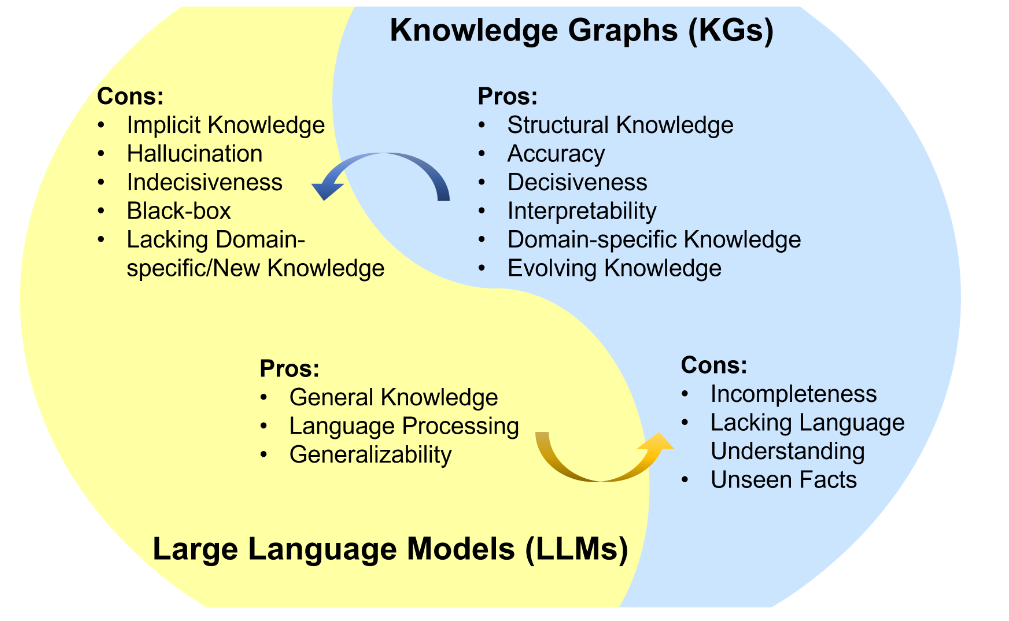 Knowledge Graphs (KGs)
Cons:
• Implicit Knowledge
• Hallucination
• Indecisiveness
• Black-box
• Lacking Domain-
specific/New Knowledge
Pros:
• Structural Knowledge
• Accuracy
• Decisiveness
• Interpretability
• Domain-specific Knowledge
• Evolving Knowledge
Pros:
• General Knowledge
• Language Processing
• Generalizability
Cons:
• Incompleteness
• Lacking Language
Understanding
• Unseen Facts
Large Language Models (LLMs)